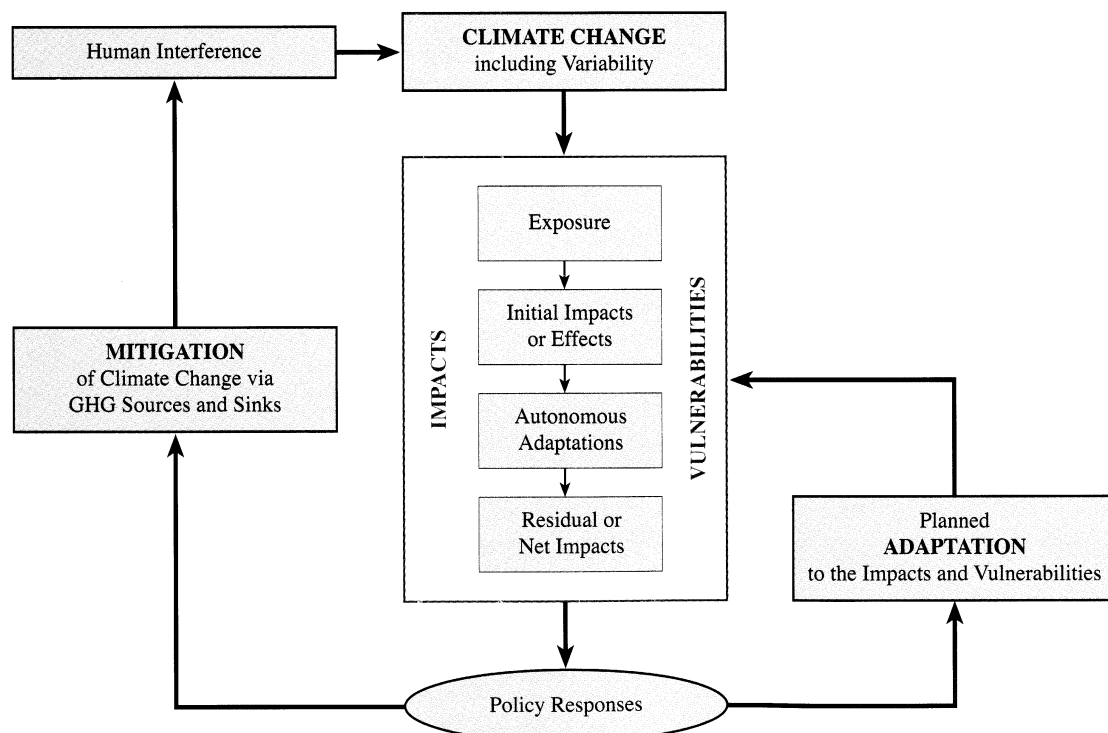 Human Interference
CLIMATE CHANGE
including Variability
IMPACTS
Exposure
Initial Impacts
or Effects
Autonomous
Adaptations
Residual or
Net Impacts
VULNERABILITIES
MITIGATION
of Climate Change via
GHG Sources and Sinks
Planned
ADAPTATION
to the Impacts and Vulnerabilities
Policy Responses